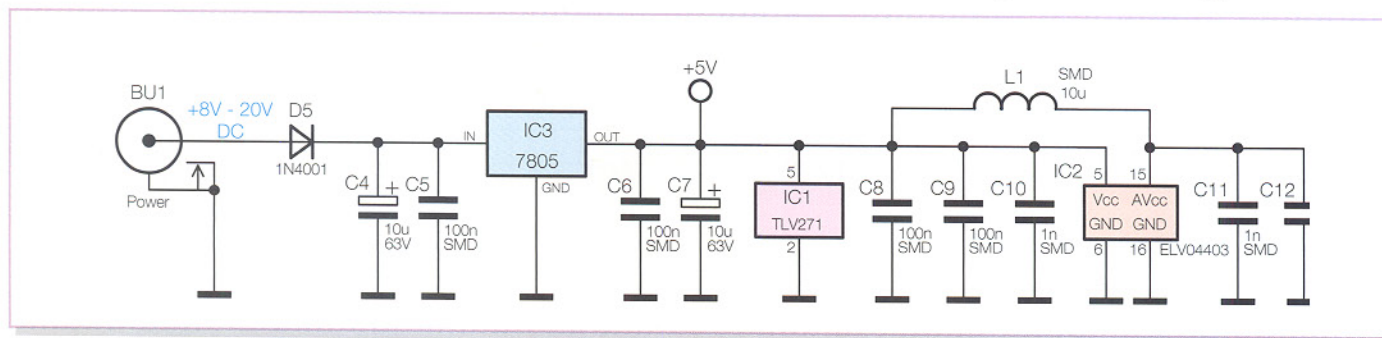 BU1
+8V - 20V
DC
Power
D5
1N4001
C4
+
10u
63V
C5
100n
SMD
IN
IC3
7805
OUT
GND
C6
100n
SMD
+5V
C7
+
10u
63V
5
IC1
TLV271
2
C8
100n
SMD
C9
100n
SMD
C10
1n
SMD
L1
SMD
10u
IC2
5
15
Vcc
AVcc
GND
GND
6
16
ELV04403
C11
1n
SMD
C12